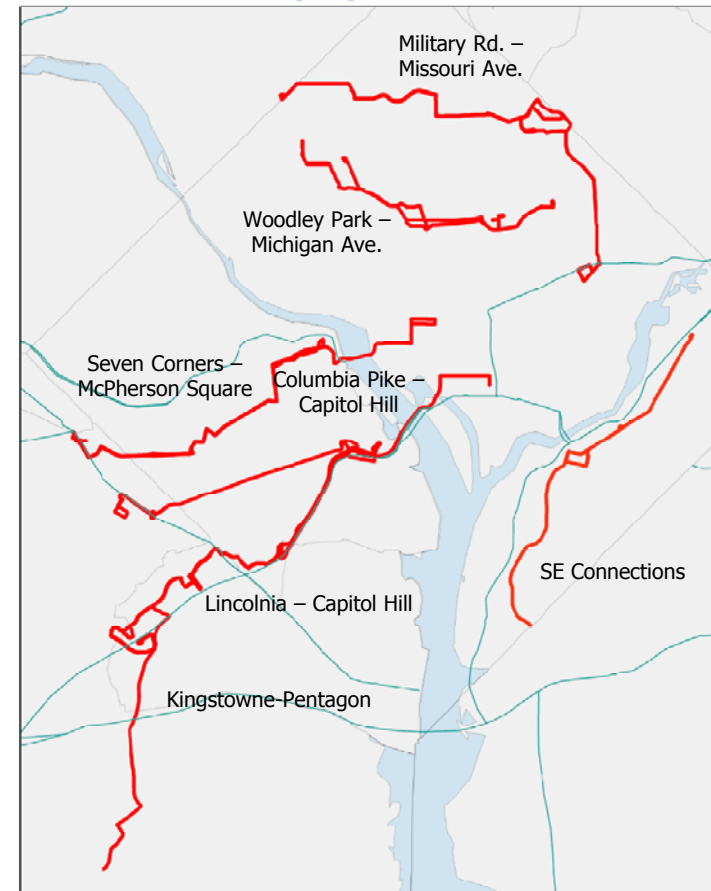 Military Rd. –
Missouri Ave.
Woodley Park –
Michigan Ave.
Seven Corners –
McPherson Square
Columbia Pike –
Capitol Hill
SE Connections
Lincolnia – Capitol Hill
Kingstowne-Pentagon